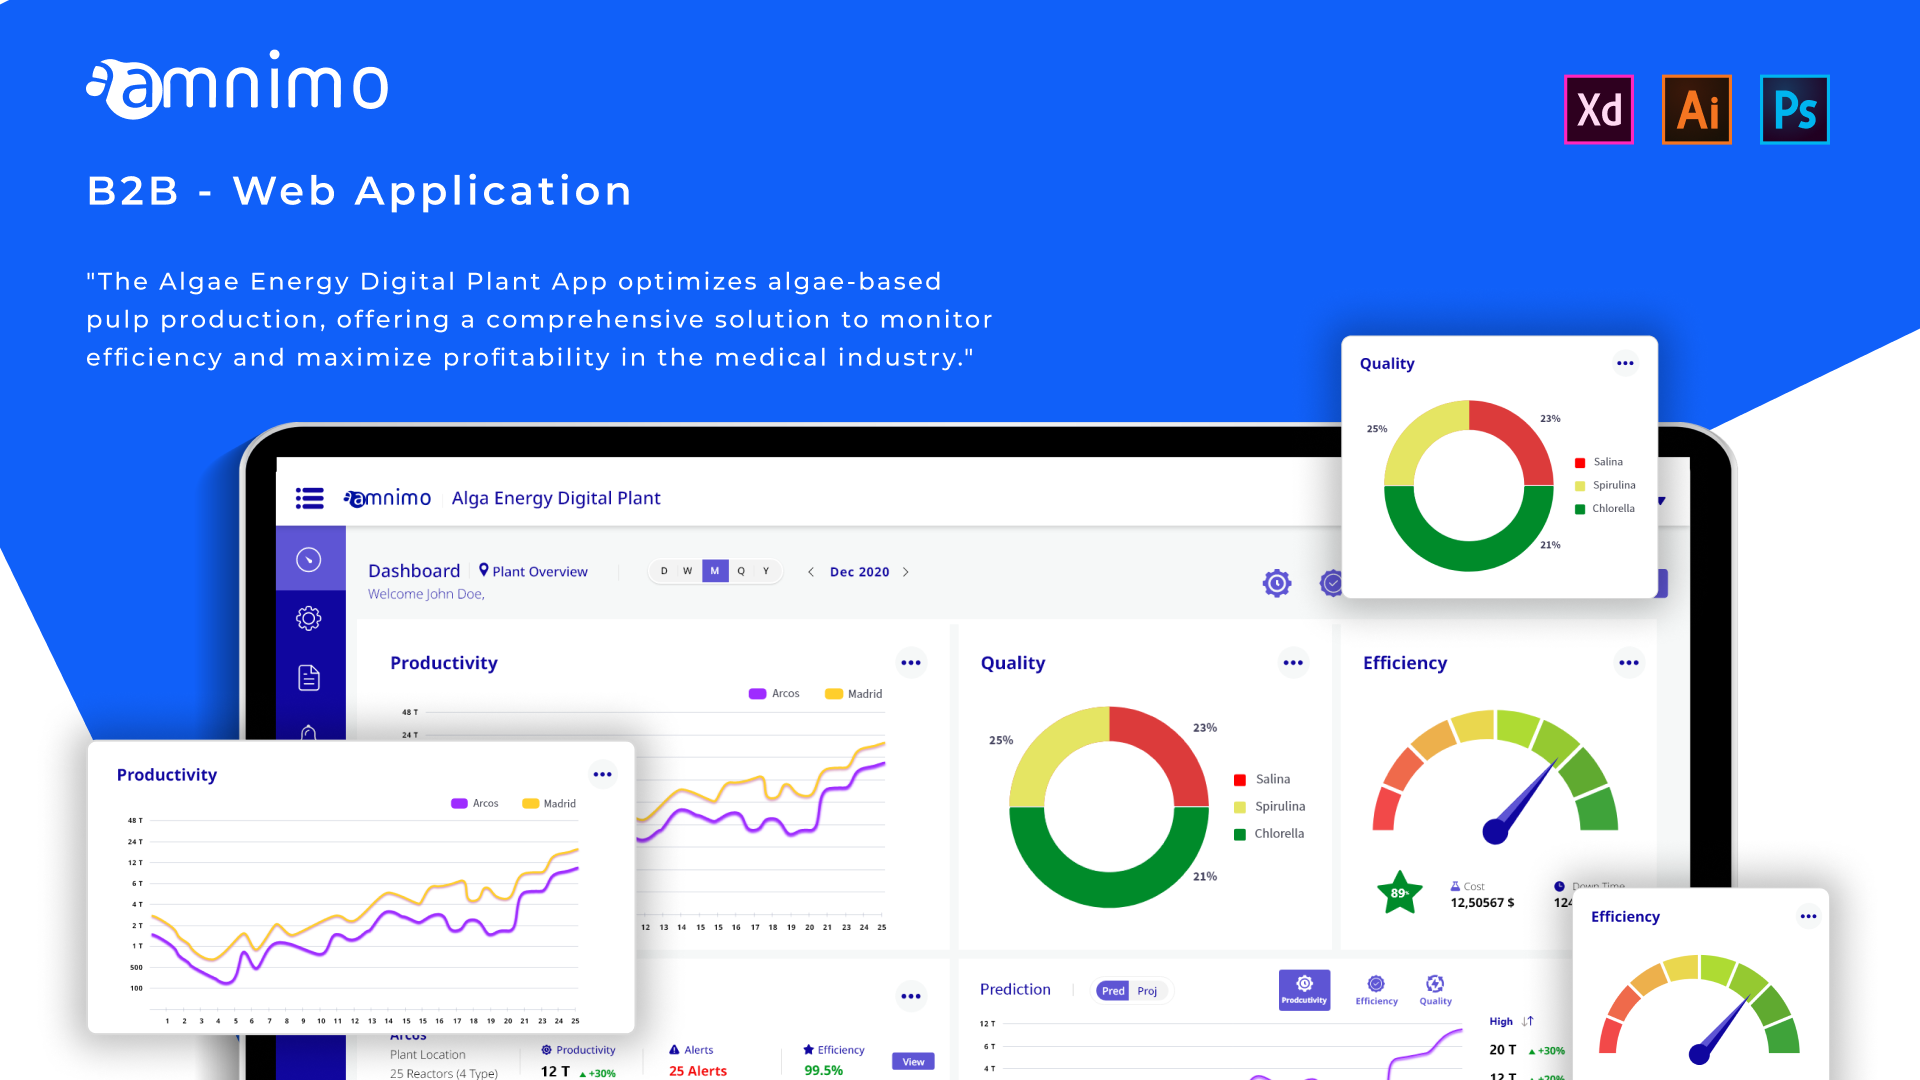 amnimo
Xd Ai Ps
B2B - Web Application
"The Algae Energy Digital Plant App optimizes algae-based
pulp production, offering a comprehensive solution to monitor
efficiency and maximize profitability in the medical industry."
Quality
25%
23%
Salina
Spirulina
Chlorella
21%
amnimo Alga Energy Digital Plant
Dashboard Plant Overview
D W M Q Y
Dec 2020
Welcome John Doe,
Productivity
Arcos Madrid
48 T
24 T
12 13 14 15 15 16 17 18 19 20 21 23 24 25
Quality
25%
23%
Salina
Spirulina
Chlorella
21%
Efficiency
89%
Cost
12,50567 $
Down Time
124
Productivity
Arcos Madrid
48 T
24 T
12 T
6 T
4 T
2 T
1 T
500
100
1 2 3 4 5 6 7 8 9 10 11 12 13 14 15 15 16 17 18 19 20 21 23 24 25
Arcos
Plant Location
25 Reactors (4 Type)
Productivity
12 T +30%
Alerts
25 Alerts
Efficiency
99.5%
View
Prediction
Pred Proj
Prodcutivity
Efficiency
Quality
12 T
6 T
4 T
High
20 T +30%
12 T +20%
Efficiency